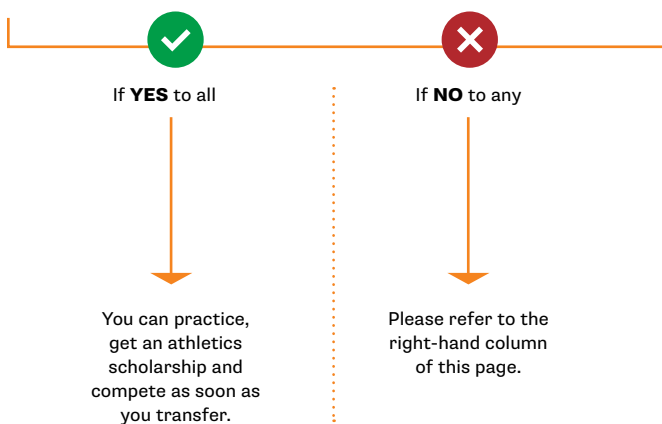 If YES to all
You can practice,
get an athletics
scholarship and
compete as soon as
you transfer.
If NO to any
Please refer to the
right-hand column
of this page.